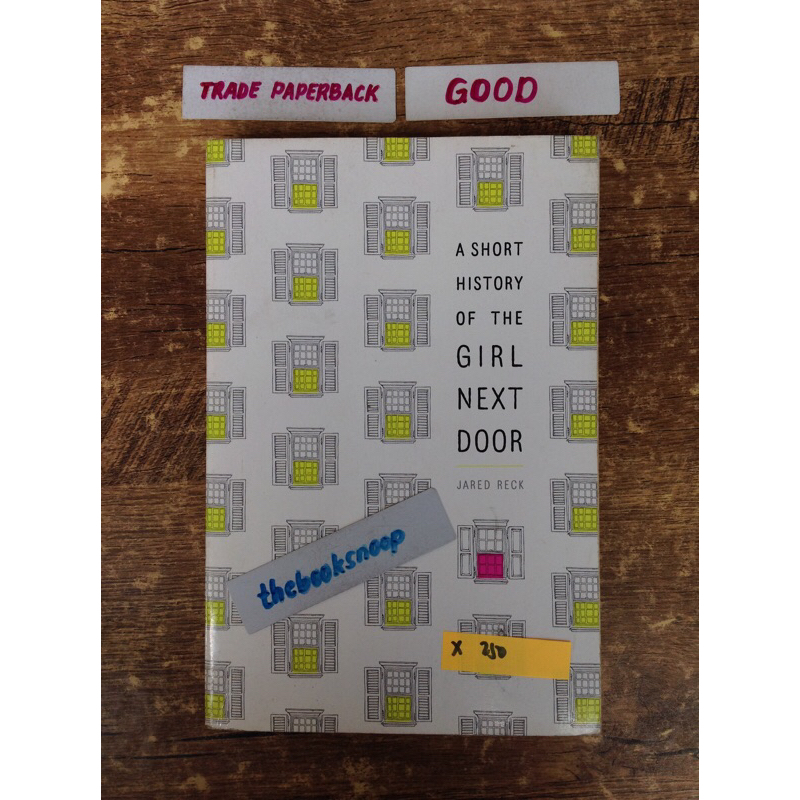 TRADE PAPERBACK
GOOD
A SHORT
HISTORY
OF THE
GIRL
NEXT
DOOR
JARED RECK
thebooksnoop
X 250